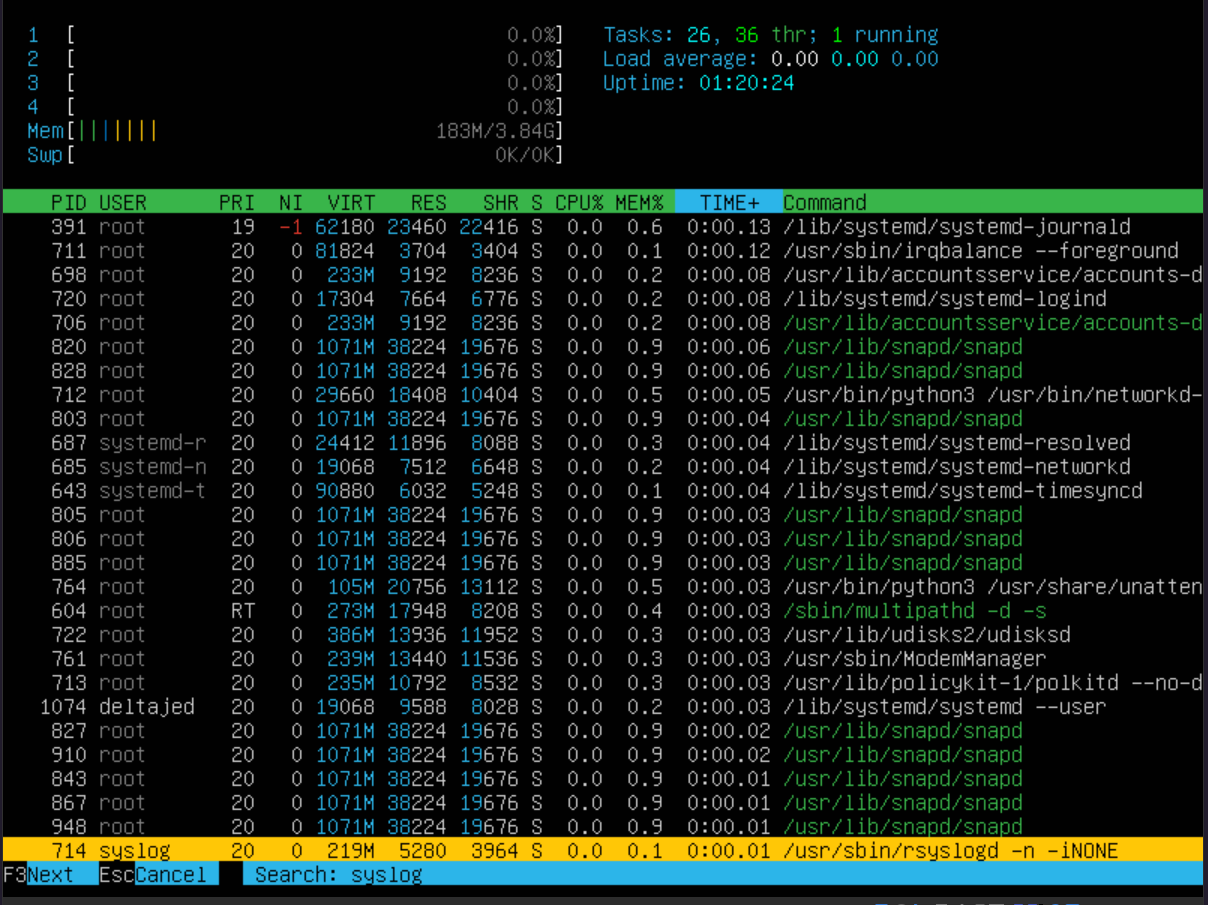 1 [ 0.0%] Tasks: 26, 36 thr; 1 running
2 [ 0.0%] Load average: 0.00 0.00 0.00
3 [ 0.0%] Uptime: 01:20:24
4 [ 0.0%]
Mem[||||||| 183M/3.84G]
Swp[ 0K/0K]
PID USER PRI NI VIRT RES SHR S CPU% MEM% TIME+ Command
391 root 19 -1 62180 23460 22416 S 0.0 0.6 0:00.13 /lib/systemd/systemd-journald
711 root 20 0 81824 3704 3404 S 0.0 0.1 0:00.12 /usr/sbin/irqbalance --foreground
698 root 20 0 233M 9192 8236 S 0.0 0.2 0:00.08 /usr/lib/accountsservice/accounts-d
720 root 20 0 17304 7664 6776 S 0.0 0.2 0:00.08 /lib/systemd/systemd-logind
706 root 20 0 233M 9192 8236 S 0.0 0.2 0:00.08 /usr/lib/accountsservice/accounts-d
820 root 20 0 1071M 38224 19676 S 0.0 0.9 0:00.06 /usr/lib/snapd/snapd
828 root 20 0 1071M 38224 19676 S 0.0 0.9 0:00.06 /usr/lib/snapd/snapd
712 root 20 0 29660 18408 10404 S 0.0 0.5 0:00.05 /usr/bin/python3 /usr/bin/networkd-
803 root 20 0 1071M 38224 19676 S 0.0 0.9 0:00.04 /usr/lib/snapd/snapd
687 systemd-r 20 0 24412 11896 8088 S 0.0 0.3 0:00.04 /lib/systemd/systemd-resolved
685 systemd-n 20 0 19068 7512 6648 S 0.0 0.2 0:00.04 /lib/systemd/systemd-networkd
643 systemd-t 20 0 90880 6032 5248 S 0.0 0.1 0:00.04 /lib/systemd/systemd-timesyncd
805 root 20 0 1071M 38224 19676 S 0.0 0.9 0:00.03 /usr/lib/snapd/snapd
806 root 20 0 1071M 38224 19676 S 0.0 0.9 0:00.03 /usr/lib/snapd/snapd
885 root 20 0 1071M 38224 19676 S 0.0 0.9 0:00.03 /usr/lib/snapd/snapd
764 root 20 0 105M 20756 13112 S 0.0 0.5 0:00.03 /usr/bin/python3 /usr/share/unatten
604 root RT 0 273M 17948 8208 S 0.0 0.4 0:00.03 /sbin/multipathd -d -s
722 root 20 0 386M 13936 11952 S 0.0 0.3 0:00.03 /usr/lib/udisks2/udisksd
761 root 20 0 239M 13440 11536 S 0.0 0.3 0:00.03 /usr/sbin/ModemManager
713 root 20 0 235M 10792 8532 S 0.0 0.3 0:00.03 /usr/lib/policykit-1/polkitd --no-d
1074 deltajed 20 0 19068 9588 8028 S 0.0 0.2 0:00.03 /lib/systemd/systemd --user
827 root 20 0 1071M 38224 19676 S 0.0 0.9 0:00.02 /usr/lib/snapd/snapd
910 root 20 0 1071M 38224 19676 S 0.0 0.9 0:00.02 /usr/lib/snapd/snapd
843 root 20 0 1071M 38224 19676 S 0.0 0.9 0:00.01 /usr/lib/snapd/snapd
867 root 20 0 1071M 38224 19676 S 0.0 0.9 0:00.01 /usr/lib/snapd/snapd
948 root 20 0 1071M 38224 19676 S 0.0 0.9 0:00.01 /usr/lib/snapd/snapd
714 syslog 20 0 219M 5280 3964 S 0.0 0.1 0:00.01 /usr/sbin/rsyslogd -n -iNONE
F3Next EscCancel Search: syslog